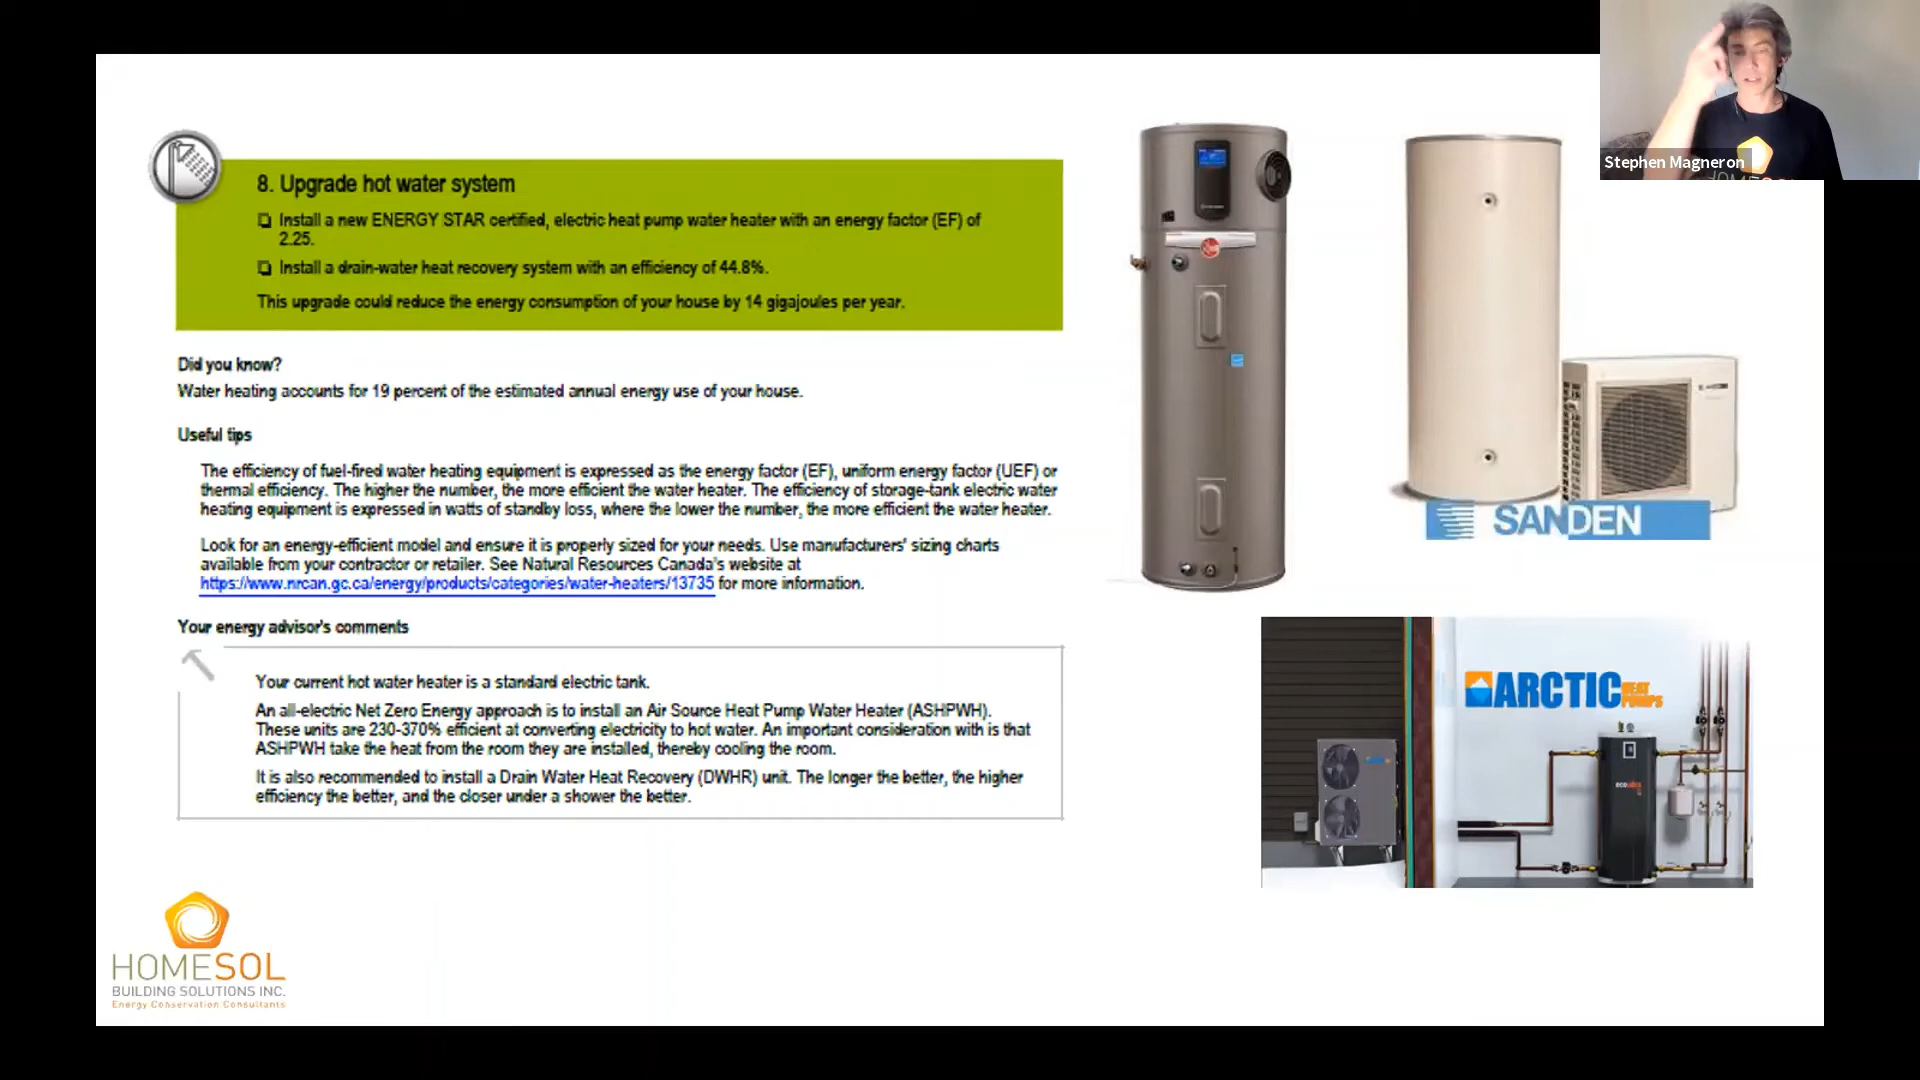 8. Upgrade hot water system
Install a new ENERGY STAR certified, electric heat pump water heater with an energy factor (EF) of
2.25.
Install a drain-water heat recovery system with an efficiency of 44.8%.
This upgrade could reduce the energy consumption of your house by 14 gigajoules per year.
Did you know?
Water heating accounts for 19 percent of the estimated annual energy use of your house.
Useful tips
The efficiency of fuel-fired water heating equipment is expressed as the energy factor (EF), uniform energy factor (UEF) or
thermal efficiency. The higher the number, the more efficient the water heater. The efficiency of storage-tank electric water
heating equipment is expressed in watts of standby loss, where the lower the number, the more efficient the water heater.
Look for an energy-efficient model and ensure it is properly sized for your needs. Use manufacturers' sizing charts
available from your contractor or retailer. See Natural Resources Canada's website at
https://www.nrcan.gc.ca/energy/products/categories/water-heaters/13735 for more information.
Your energy advisor's comments
Your current hot water heater is a standard electric tank.
An all-electric Net Zero Energy approach is to install an Air Source Heat Pump Water Heater (ASHPWH).
These units are 230-370% efficient at converting electricity to hot water. An important consideration with is that
ASHPWH take the heat from the room they are installed, thereby cooling the room.
It is also recommended to install a Drain Water Heat Recovery (DWHR) unit. The longer the better, the higher
efficiency the better, and the closer under a shower the better.
HOMESOL
BUILDING SOLUTIONS INC.
Energy Conservation Consultants
SANDEN
ARCTIC HEAT
PUMPS
Stephen Magneron
HOMESOL